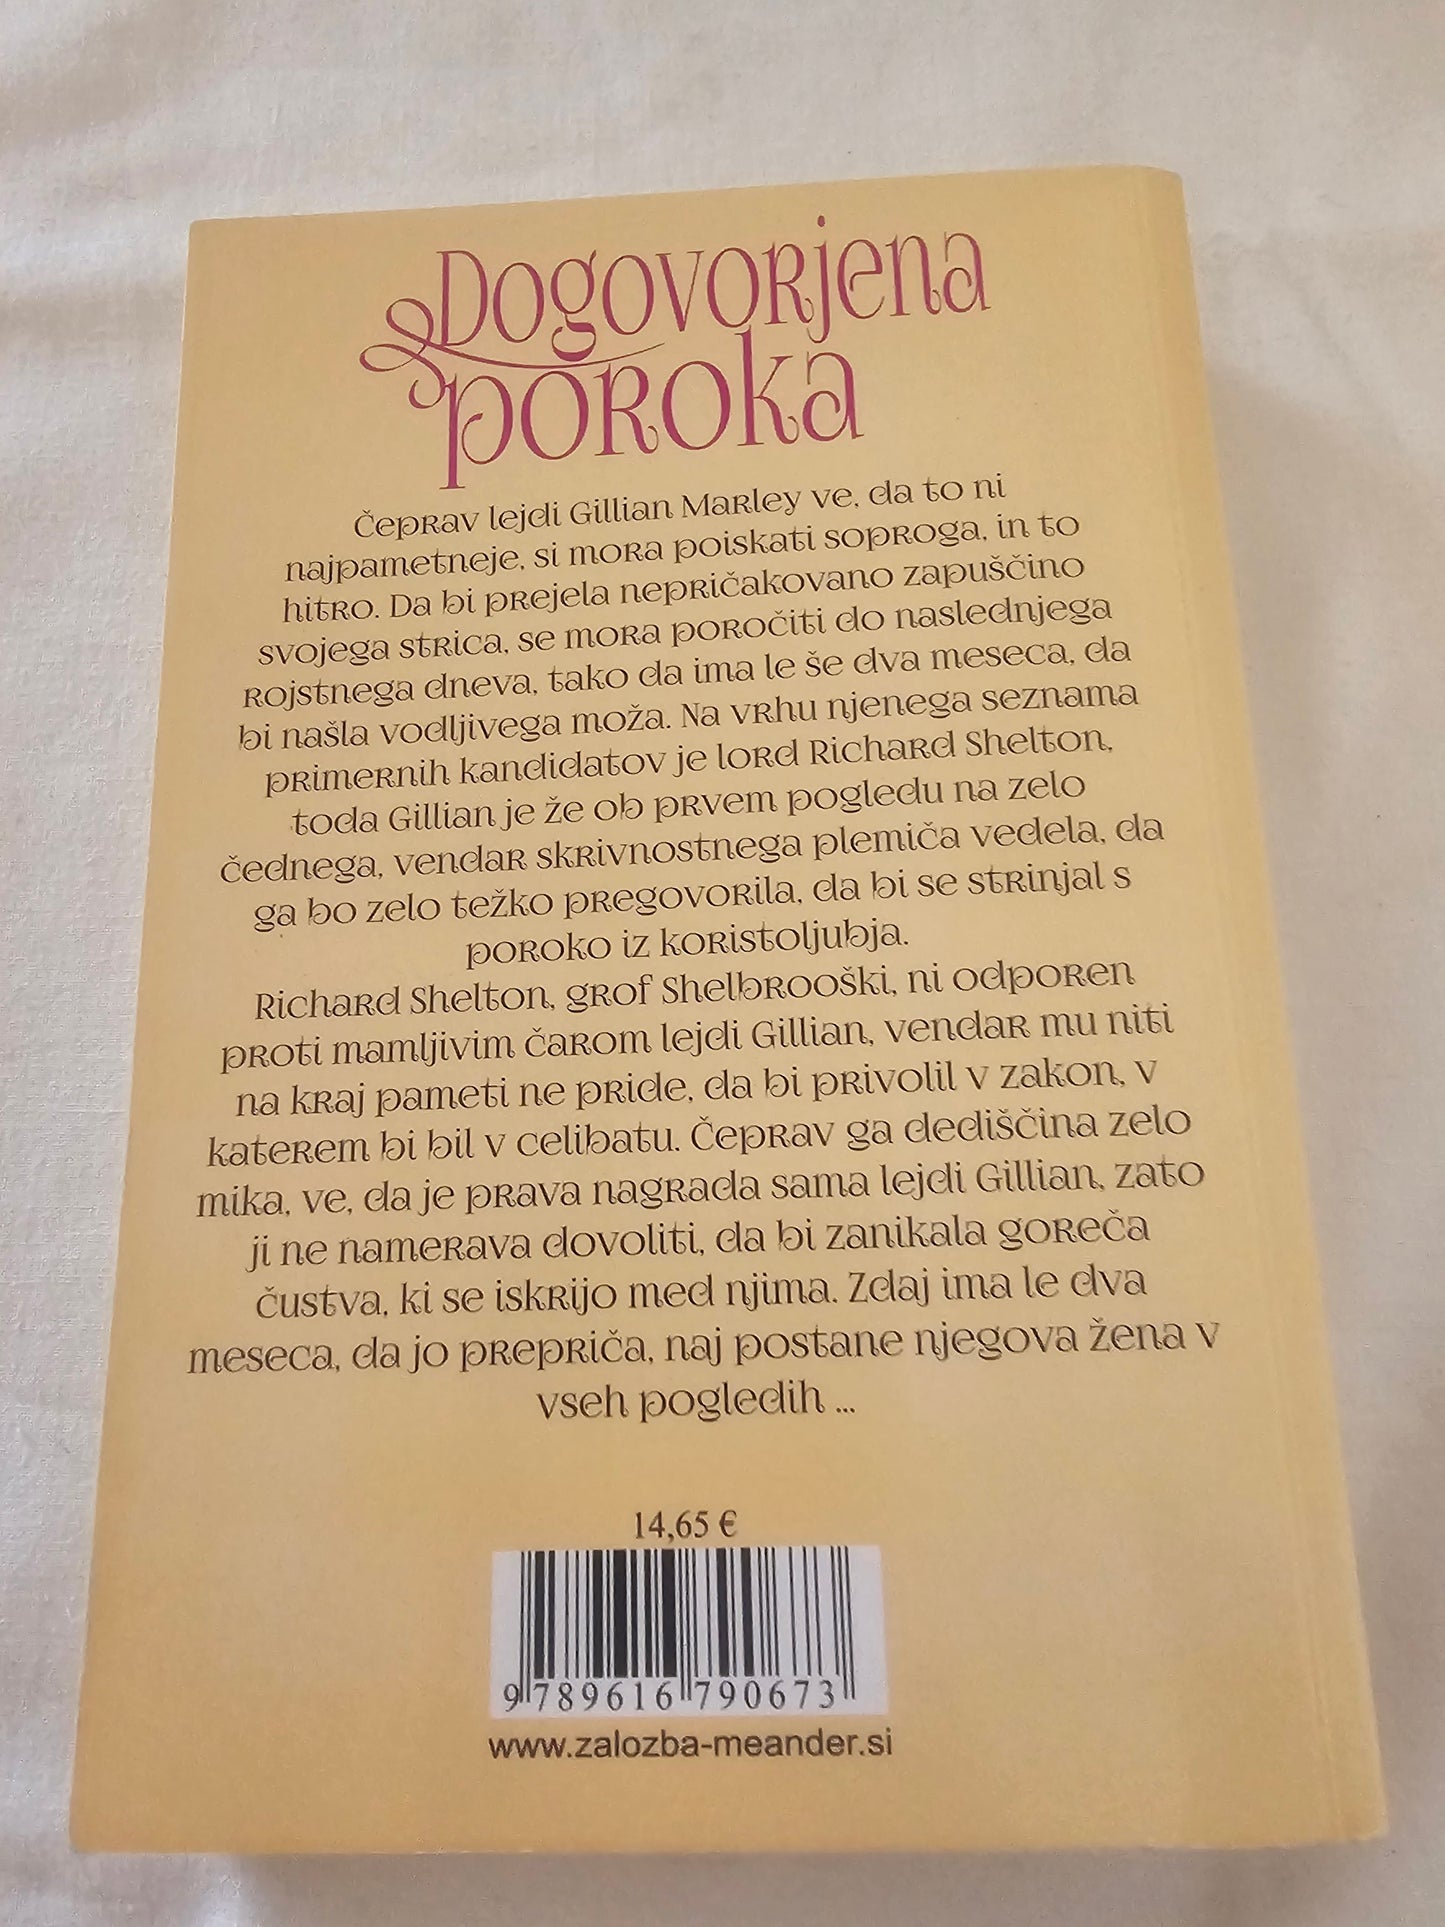 Dogovorjena
poroka
Čeprav lejdi Gillian Marley ve, da to ni
najpametneje, si mora poiskati soproga, in to
hitro. Da bi prejela nepričakovano zapuščino
svojega strica, se mora poročiti do naslednjega
rojstnega dneva, tako da ima le še dva meseca, da
bi našla vodljivega moža. Na vrhu njenega seznama
primernih kandidatov je lord Richard Shelton,
toda Gillian je že ob prvem pogledu na zelo
čednega, vendar skrivnostnega plemiča vedela, da
ga bo zelo težko pregovorila, da bi se strinjal s
poroko iz koristoljubja.
Richard Shelton, grof Shelbrooški, ni odporen
proti mamljivim čarom lejdi Gillian, vendar mu niti
na kraj pameti ne pride, da bi privolil v zakon, v
katerem bi bil v celibatu. Čeprav ga dediščina zelo
mika, ve, da je prava nagrada sama lejdi Gillian, zato
ji ne namerava dovoliti, da bi zanikala goreča
čustva, ki se iskrijo med njima. Zdaj ima le dva
meseca, da jo prepriča, naj postane njegova žena v
vseh pogledih ...
14,65 €
9 789616 790673
www.zalozba-meander.si